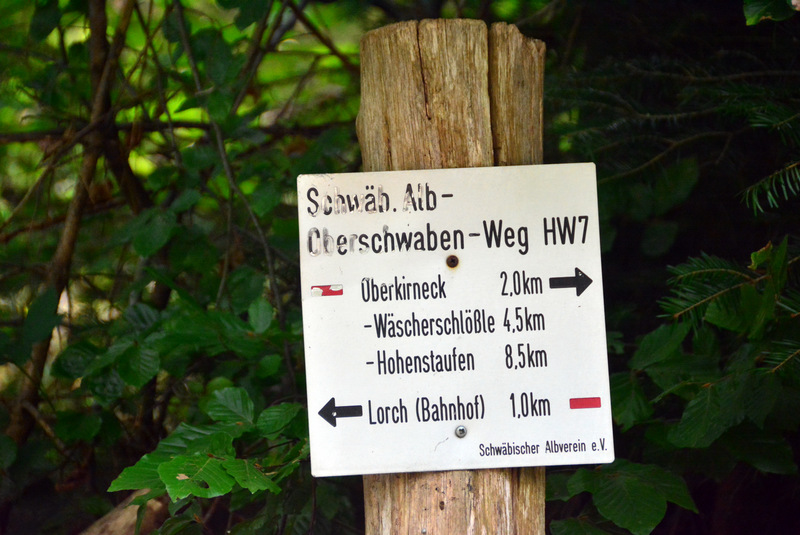 Schwäb. Alb-
Oberschwaben-Weg HW7
Oberkirneck 2,0km
-Wäscherschlößle 4,5km
-Hohenstaufen 8,5km
Lorch (Bahnhof) 1,0km
Schwäbischer Albverein e.V.